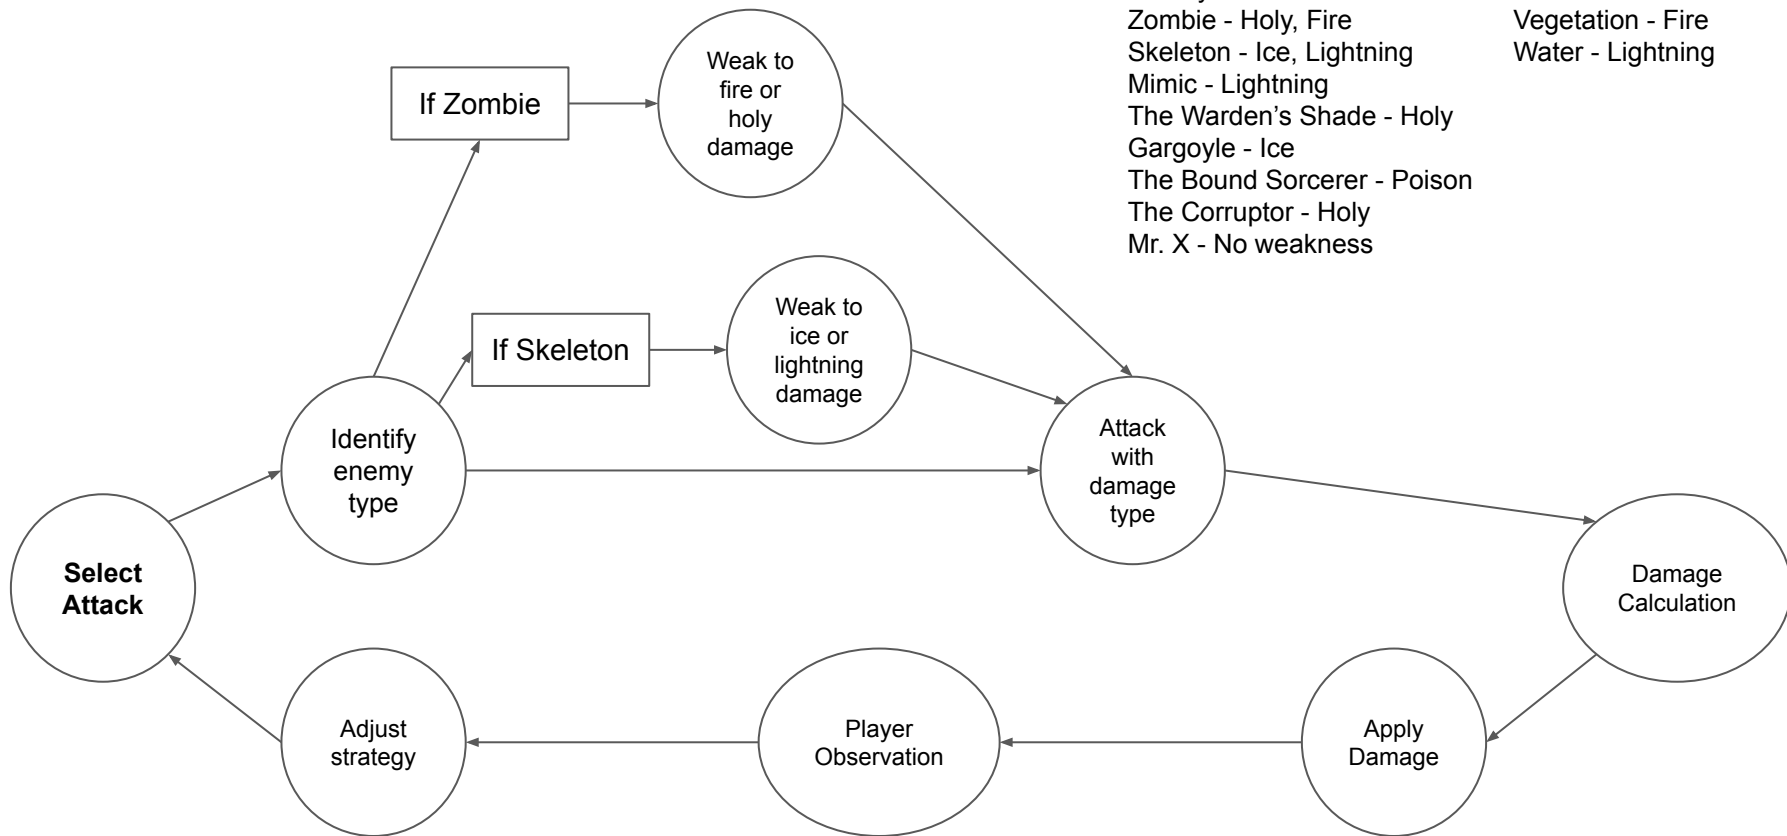 Zombie - Holy, Fire
Skeleton - Ice, Lightning
Mimic - Lightning
The Warden's Shade - Holy
Gargoyle - Ice
The Bound Sorcerer - Poison
The Corruptor - Holy
Mr. X - No weakness
Vegetation - Fire
Water - Lightning
If Zombie
Weak to
fire or
holy
damage
If Skeleton
Weak to
ice or
lightning
damage
Identify
enemy
type
Attack
with
damage
type
Select
Attack
Damage
Calculation
Adjust
strategy
Player
Observation
Apply
Damage